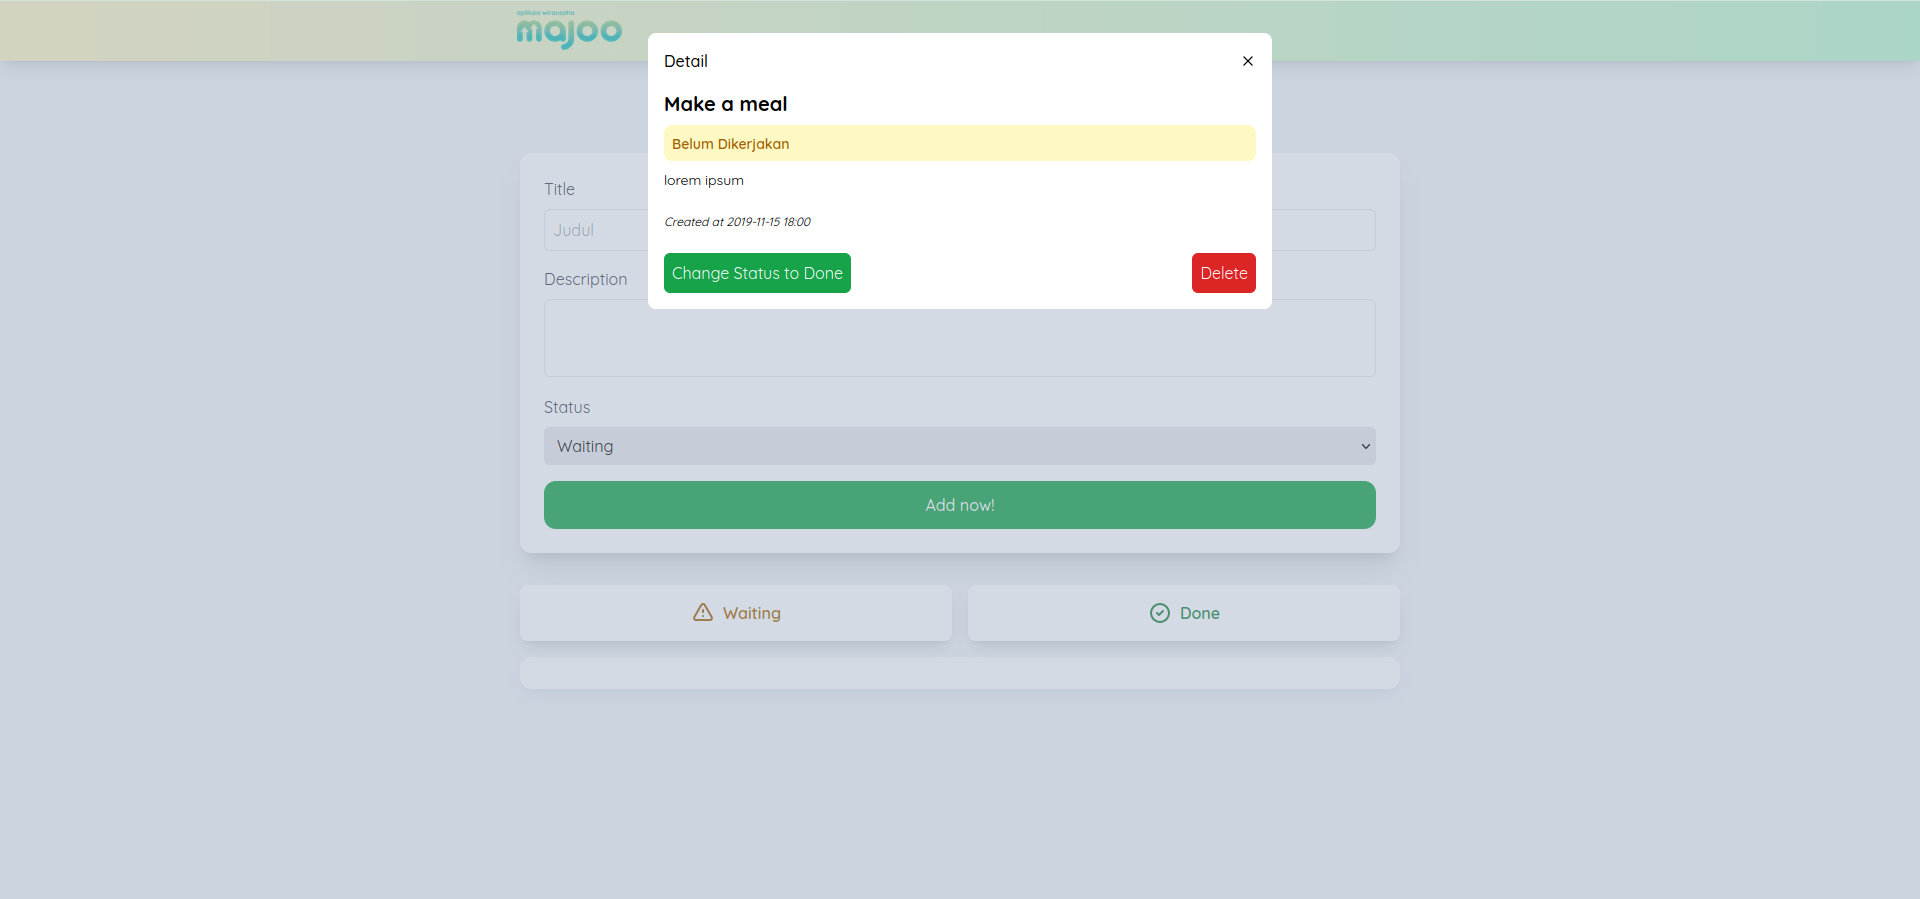 aplikasi wirausaha
majoo
Detail
Make a meal
Belum Dikerjakan
lorem ipsum
Created at 2019-11-15 18:00
Change Status to Done
Delete
Title
Judul
Description
Status
Waiting
Add now!
Waiting
Done